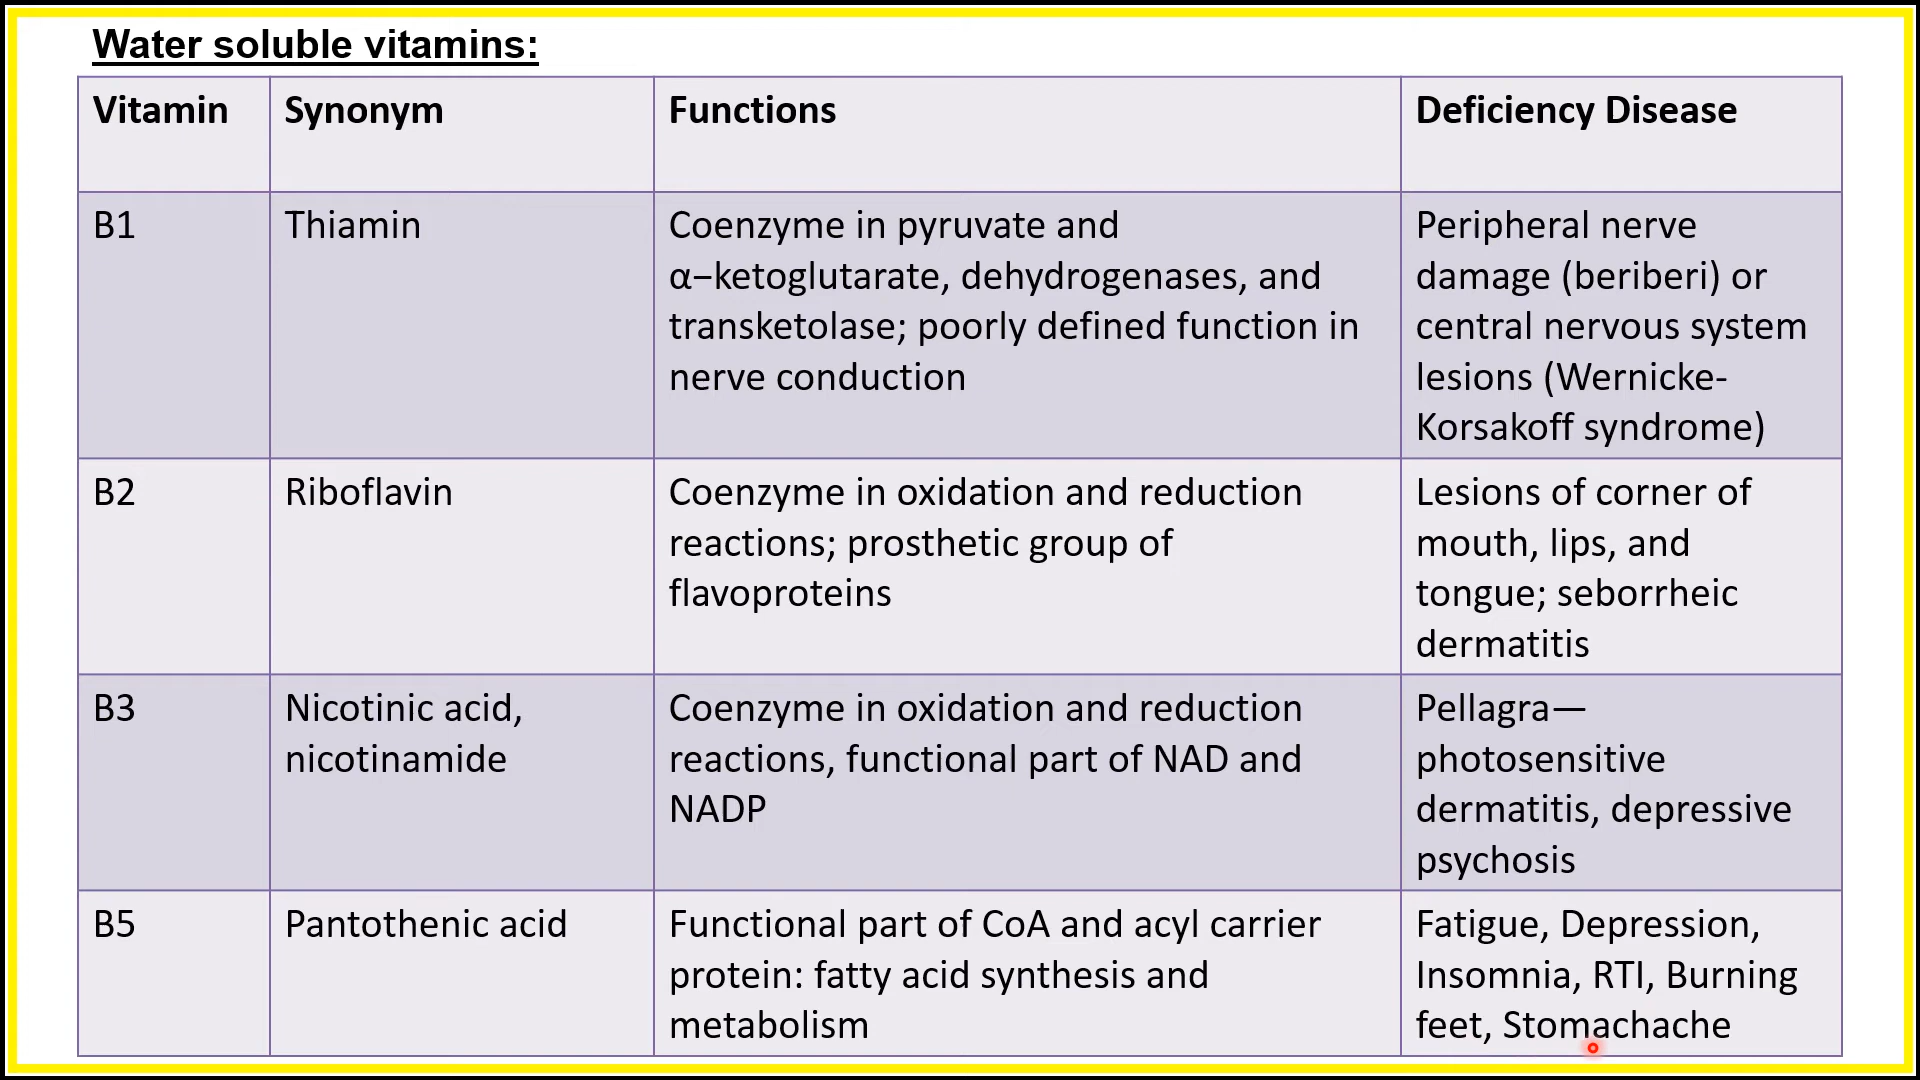 Water soluble vitamins:
Vitamin
Synonym
Functions
Deficiency Disease
B1
Thiamin
Coenzyme in pyruvate and
α−ketoglutarate, dehydrogenases, and
transketolase; poorly defined function in
nerve conduction
Peripheral nerve
damage (beriberi) or
central nervous system
lesions (Wernicke-
Korsakoff syndrome)
B2
Riboflavin
Coenzyme in oxidation and reduction
reactions; prosthetic group of
flavoproteins
Lesions of corner of
mouth, lips, and
tongue; seborrheic
dermatitis
B3
Nicotinic acid,
nicotinamide
Coenzyme in oxidation and reduction
reactions, functional part of NAD and
NADP
Pellagra—
photosensitive
dermatitis, depressive
psychosis
B5
Pantothenic acid
Functional part of CoA and acyl carrier
protein: fatty acid synthesis and
metabolism
Fatigue, Depression,
Insomnia, RTI, Burning
feet, Stomachache